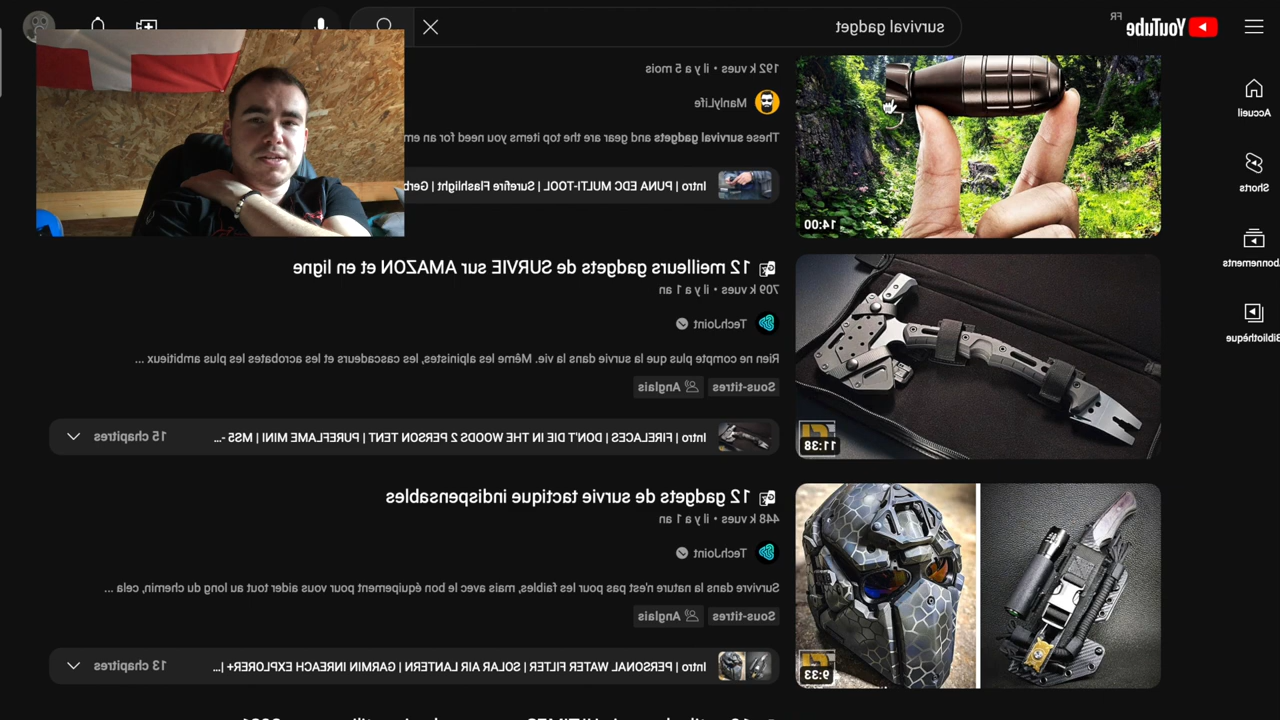 YouTube FR
survival gadget
Accueil
Shorts
bonnements
Bibliothèque
192 k vues • il y a 5 mois
ManlyLife
These survival gadgets and gear are the top items you need for an em
Intro | PUNA EDC MULTI-TOOL | Surefire Flashlight | Gerb
14:00
12 meilleurs gadgets de SURVIE sur AMAZON et en ligne
709 k vues • il y a 1 an
TechJoint
Rien ne compte plus que la survie dans la vie. Même les alpinistes, les cascadeurs et les acrobates les plus ambitieux ...
Sous-titres
Anglais
Intro | FIRELACES | DON'T DIE IN THE WOODS 2 PERSON TENT | PUREFLAME MINI | MS5 -...
15 chapitres
11:38
12 gadgets de survie tactique indispensables
448 k vues • il y a 1 an
TechJoint
Survivre dans la nature n'est pas pour les faibles, mais avec le bon équipement pour vous aider tout au long du chemin, cela ...
Sous-titres
Anglais
Intro | PERSONAL WATER FILTER | SOLAR AIR LANTERN | GARMIN INREACH EXPLORER+ |...
13 chapitres
9:33